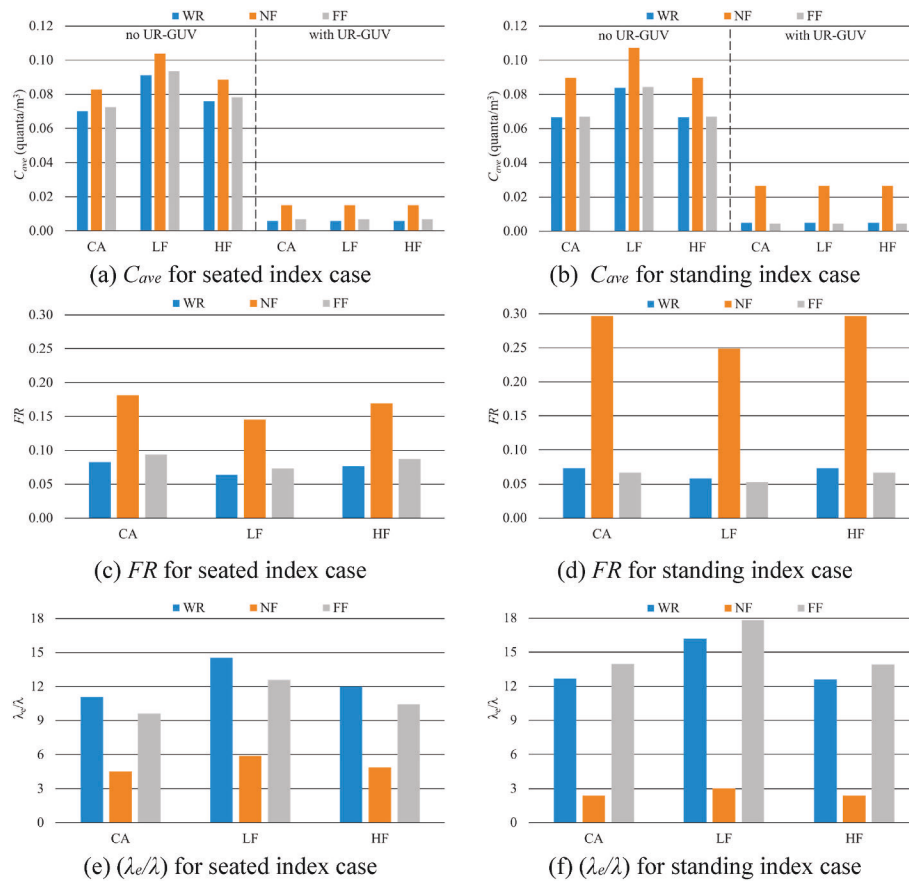 WR NF FF
no UR-GUV with UR-GUV
0.12
0.10
0.08
0.06
0.04
0.02
0.00
C_ave (quanta/m³)
CA LF HF CA LF HF
(a) C_ave for seated index case
WR NF FF
no UR-GUV with UR-GUV
0.12
0.10
0.08
0.06
0.04
0.02
0.00
C_ave (quanta/m³)
CA LF HF CA LF HF
(b) C_ave for standing index case
WR NF FF
0.30
0.25
0.20
0.15
0.10
0.05
0.00
FR
CA LF HF
(c) FR for seated index case
WR NF FF
0.30
0.25
0.20
0.15
0.10
0.05
0.00
FR
CA LF HF
(d) FR for standing index case
WR NF FF
18
15
12
9
6
3
0
λe/λ
CA LF HF
(e) (λe/λ) for seated index case
WR NF FF
18
15
12
9
6
3
0
λe/λ
CA LF HF
(f) (λe/λ) for standing index case